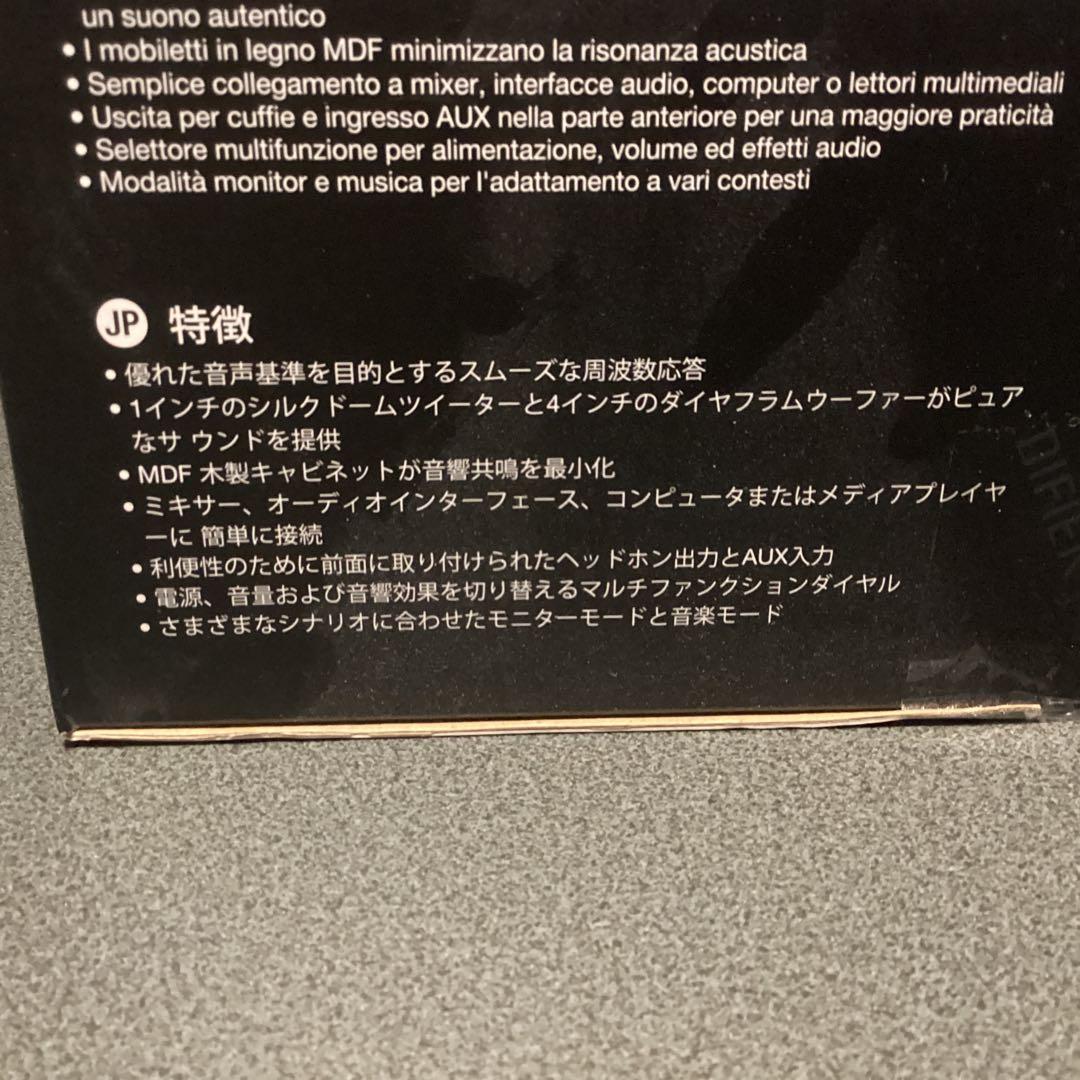 un suono autentico
• I mobiletti in legno MDF minimizzano la risonanza acustica
• Semplice collegamento a mixer, interfacce audio, computer o lettori multimediali
• Uscita per cuffie e ingresso AUX nella parte anteriore per una maggiore praticità
• Selettore multifunzione per alimentazione, volume ed effetti audio
• Modalità monitor e musica per l'adattamento a vari contesti
JP 特徴
• 優れた音声基準を目的とするスムーズな周波数応答
• 1インチのシルクドームツイーターと4インチのダイヤフラムウーファーがピュア
なサ ウンドを提供
• MDF 木製キャビネットが音響共鳴を最小化
• ミキサー、オーディオインターフェース、コンピュータまたはメディアプレイヤ
ーに 簡単に接続
• 利便性のために前面に取り付けられたヘッドホン出力とAUX入力
• 電源、音量および音響効果を切り替えるマルチファンクションダイヤル
• さまざまなシナリオに合わせたモニターモードと音楽モード